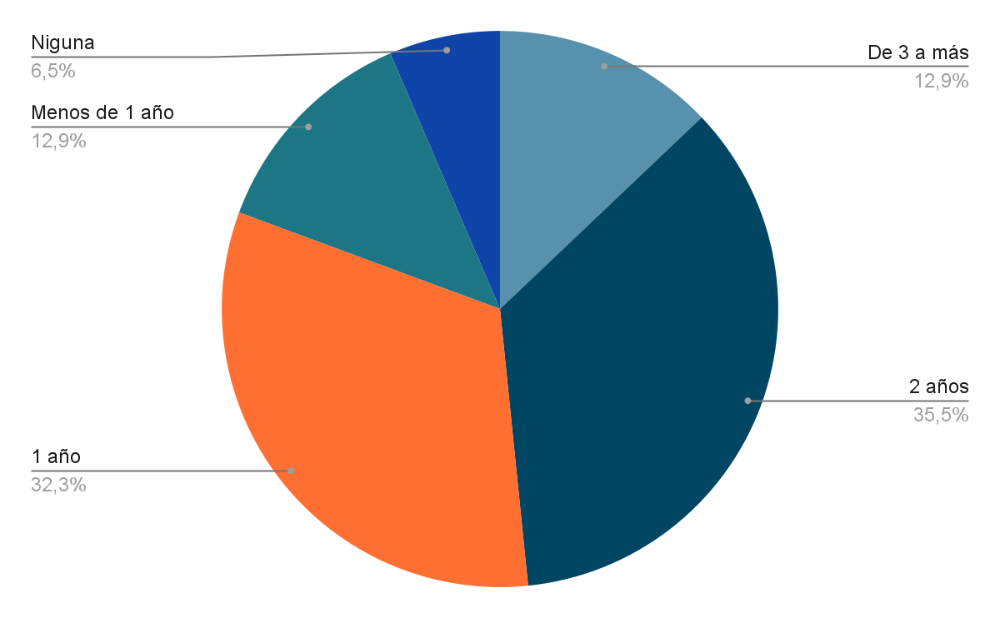 Niguna
6,5%
Menos de 1 año
12,9%
1 año
32,3%
De 3 a más
12,9%
2 años
35,5%